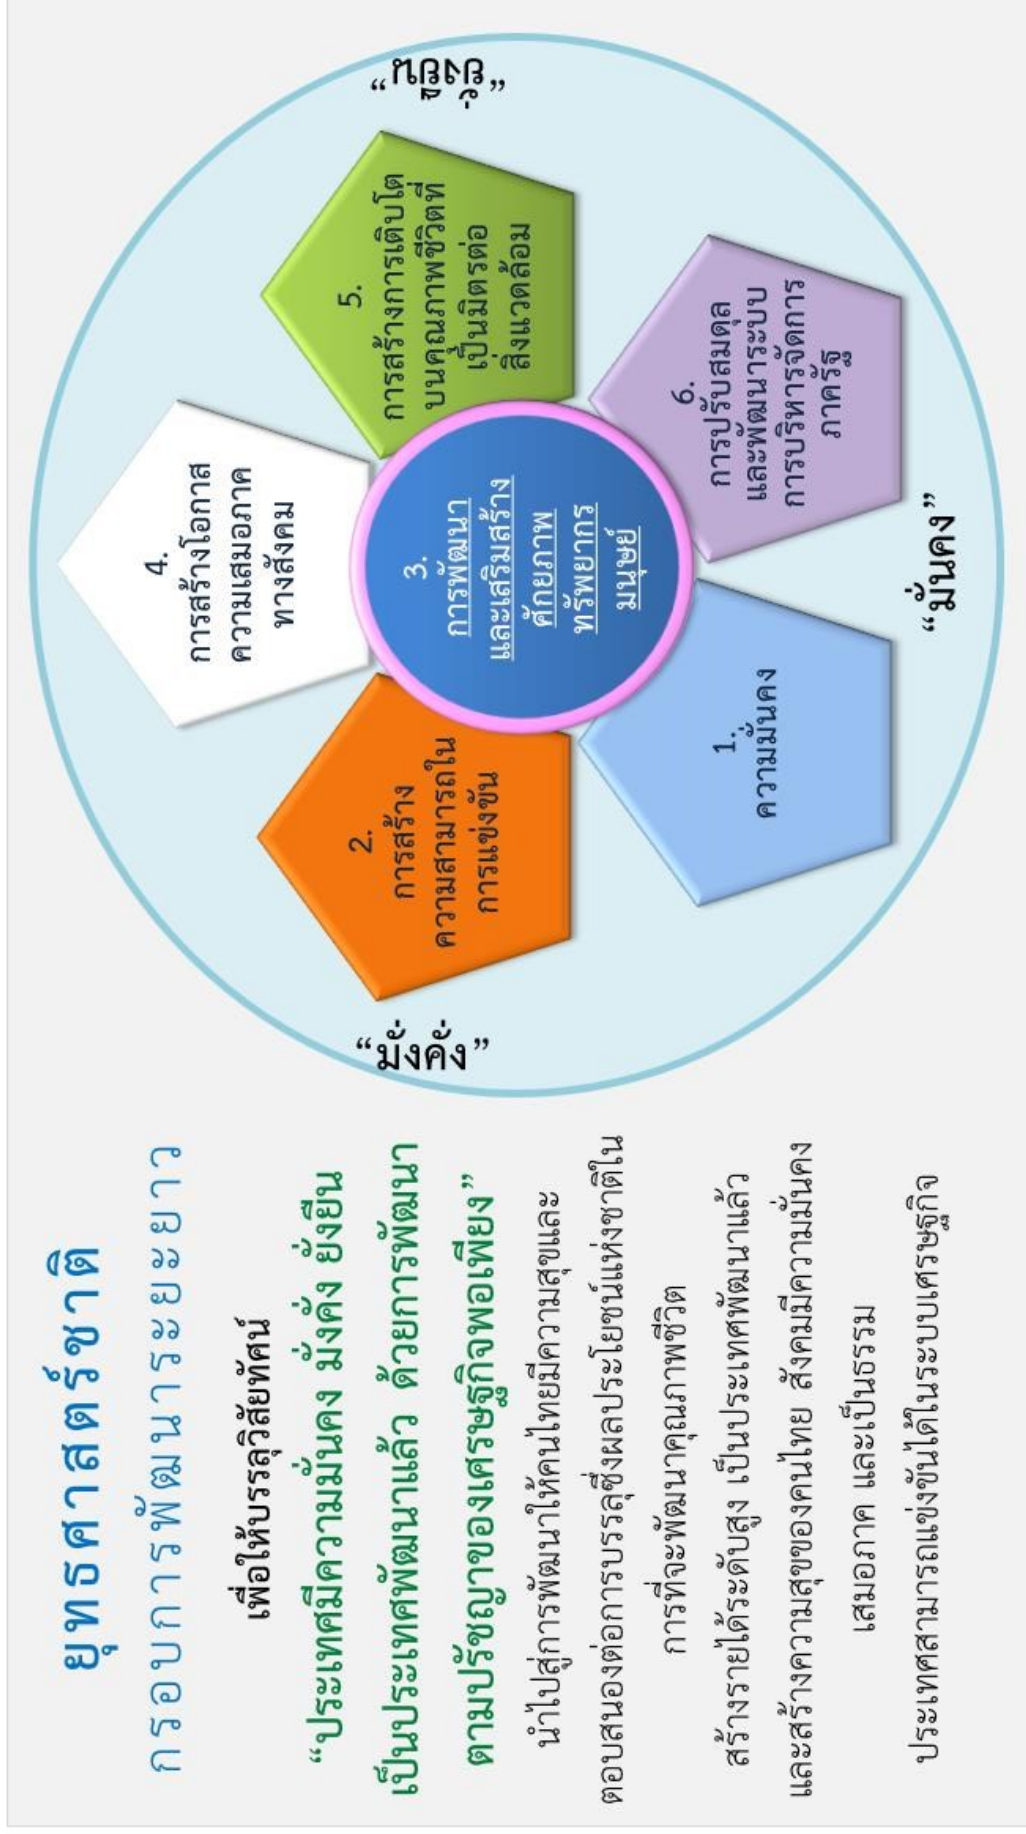 ยุทธศาสตร์ชาติ
กรอบการพัฒนาระยะยาว
เพื่อให้บรรลุวิสัยทัศน์
“ประเทศมีความมั่นคง มั่งคั่ง ยั่งยืน
เป็นประเทศพัฒนาแล้ว ด้วยการพัฒนา
ตามปรัชญาของเศรษฐกิจพอเพียง”
นำไปสู่การพัฒนาให้คนไทยมีความสุขและ
ตอบสนองต่อการบรรลุซึ่งผลประโยชน์แห่งชาติใน
การที่จะพัฒนาคุณภาพชีวิต
สร้างรายได้ระดับสูง เป็นประเทศพัฒนาแล้ว
และสร้างความสุขของคนไทย สังคมมีความมั่นคง
เสมอภาค และเป็นธรรม
ประเทศสามารถแข่งขันได้ในระบบเศรษฐกิจ
“มั่งคั่ง”
“ยั่งยืน”
“มั่นคง”
4.
การสร้างโอกาส
ความเสมอภาค
ทางสังคม
2.
การสร้าง
ความสามารถใน
การแข่งขัน
5.
การสร้างการเติบโต
บนคุณภาพชีวิตที่
เป็นมิตรต่อ
สิ่งแวดล้อม
3.
การพัฒนา
และเสริมสร้าง
ศักยภาพ
ทรัพยากร
มนุษย์
1.
ความมั่นคง
6.
การปรับสมดุล
และพัฒนาระบบ
การบริหารจัดการ
ภาครัฐ